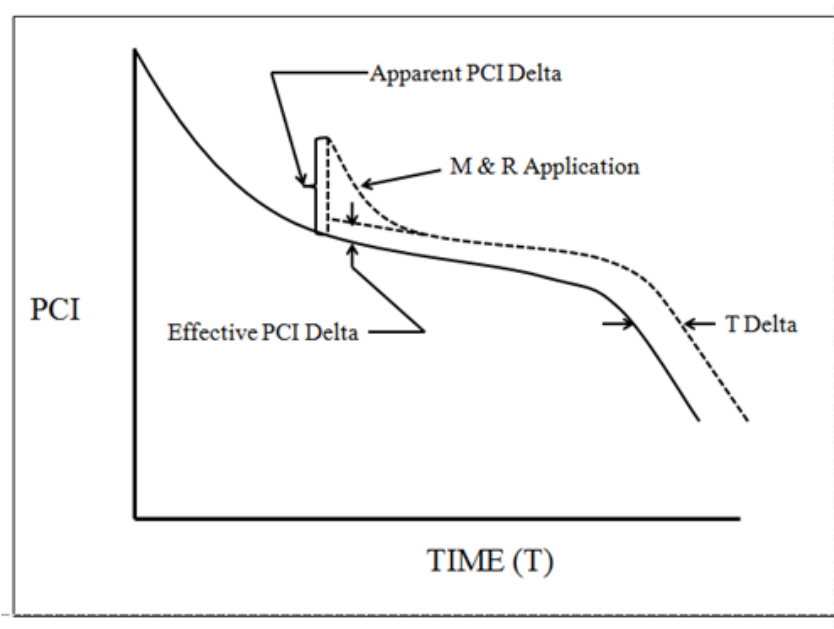 Apparent PCI Delta
M & R Application
PCI
Effective PCI Delta
T Delta
TIME (T)